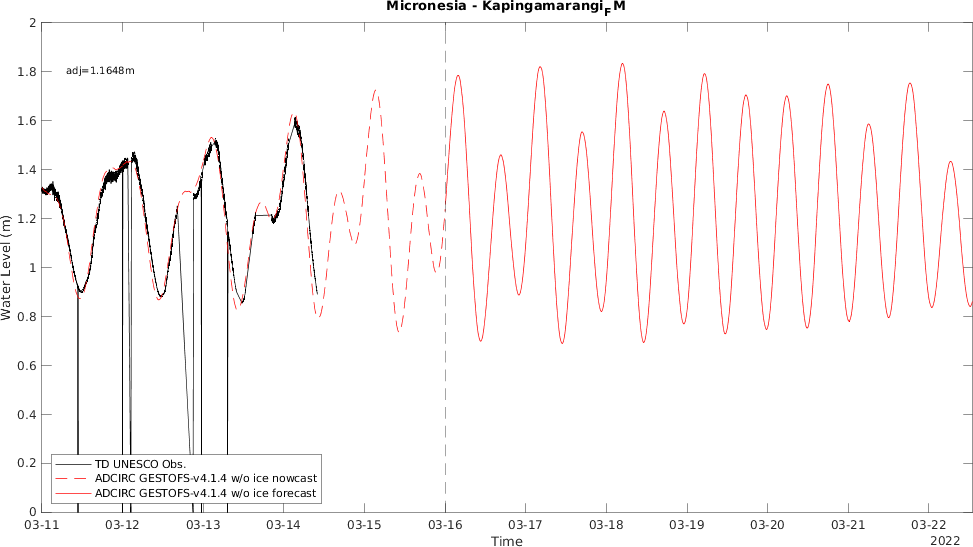 Micronesia - Kapingamarangi_FM
adj=1.1648m
2
1.8
1.6
1.4
1.2
1
0.8
0.6
0.4
0.2
0
Water Level (m)
TD UNESCO Obs.
ADCIRC GESTOFS-v4.1.4 w/o ice nowcast
ADCIRC GESTOFS-v4.1.4 w/o ice forecast
03-11 03-12 03-13 03-14 03-15 03-16 03-17 03-18 03-19 03-20 03-21 03-22
Time
2022